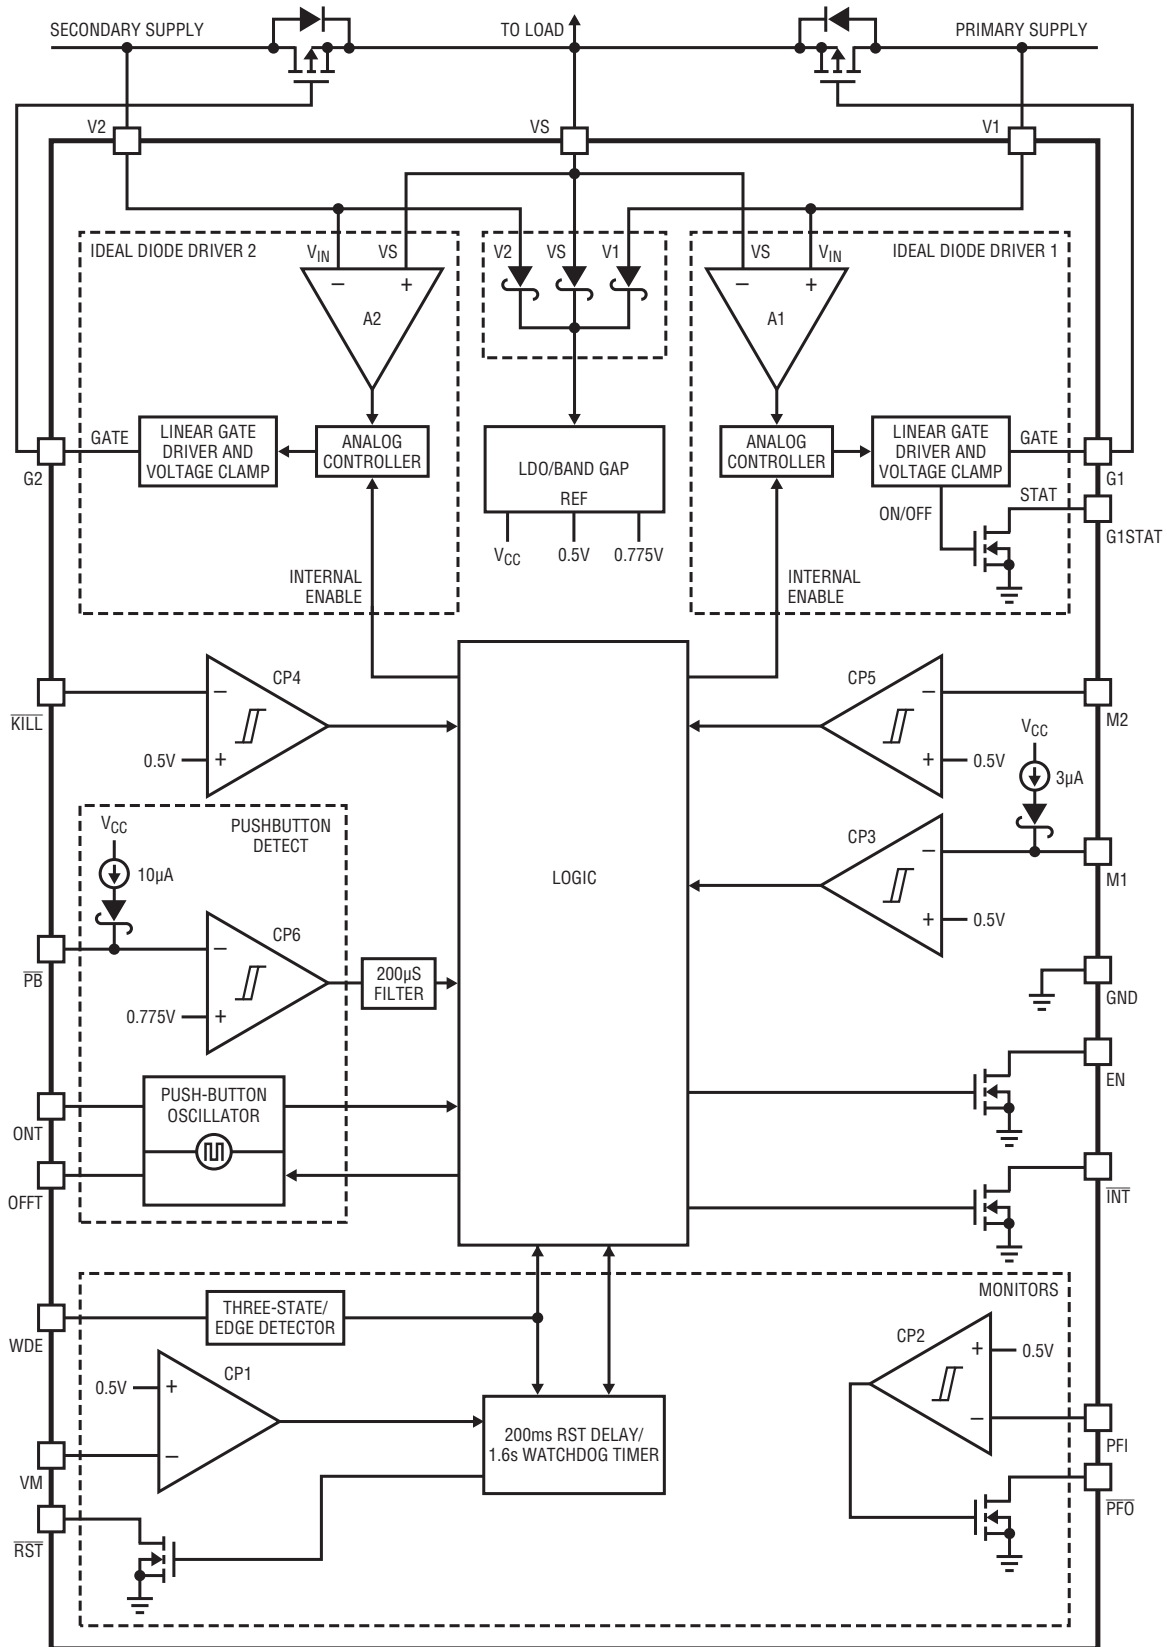 SECONDARY SUPPLY
TO LOAD
PRIMARY SUPPLY
V2
VS
V1
IDEAL DIODE DRIVER 2
VIN
VS
V2
VS
V1
VS
VIN
IDEAL DIODE DRIVER 1
−
+
A2
−
+
A1
GATE
LINEAR GATE
DRIVER AND
VOLTAGE CLAMP
ANALOG
CONTROLLER
LDO/BAND GAP
REF
ANALOG
CONTROLLER
LINEAR GATE
DRIVER AND
VOLTAGE CLAMP
GATE
G2
G1
STAT
ON/OFF
G1STAT
VCC
0.5V
0.775V
INTERNAL
ENABLE
INTERNAL
ENABLE
CP4
−
KILL
0.5V
+
CP5
−
M2
+
0.5V
VCC
3µA
PUSHBUTTON
DETECT
VCC
10µA
LOGIC
CP3
−
M1
+
0.5V
CP6
−
PB
200µS
FILTER
0.775V
+
GND
EN
PUSH-BUTTON
OSCILLATOR
ONT
OFFT
INT
MONITORS
THREE-STATE/
EDGE DETECTOR
WDE
CP2
+
0.5V
−
CP1
0.5V
+
−
VM
200ms RST DELAY/
1.6s WATCHDOG TIMER
PFI
PFO
RST